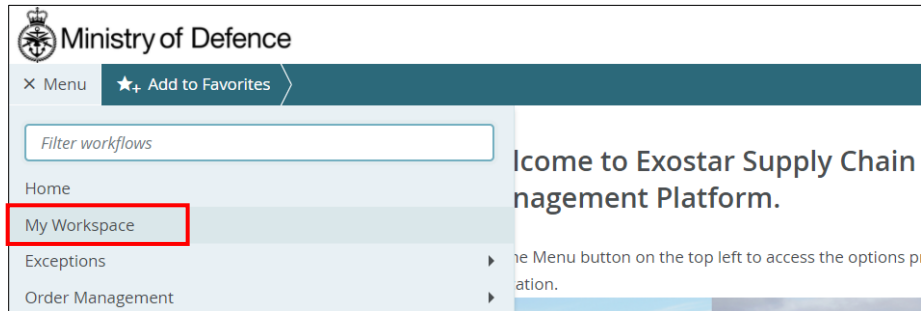 Ministry of Defence
× Menu ★+ Add to Favorites
Filter workflows
Home
My Workspace
Exceptions
Order Management
lcome to Exostar Supply Chain
nagement Platform.
e Menu button on the top left to access the options p
ation.